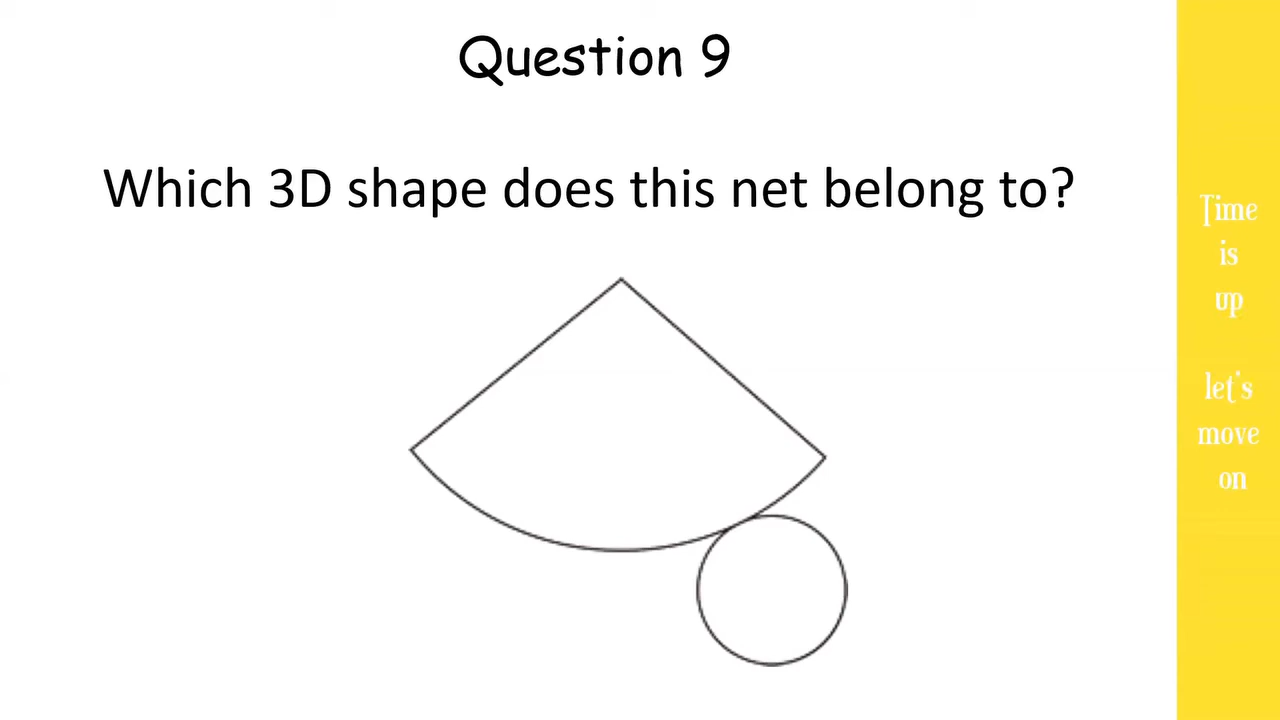 Question 9
Which 3D shape does this net belong to?
Time
is
up
let's
move
on